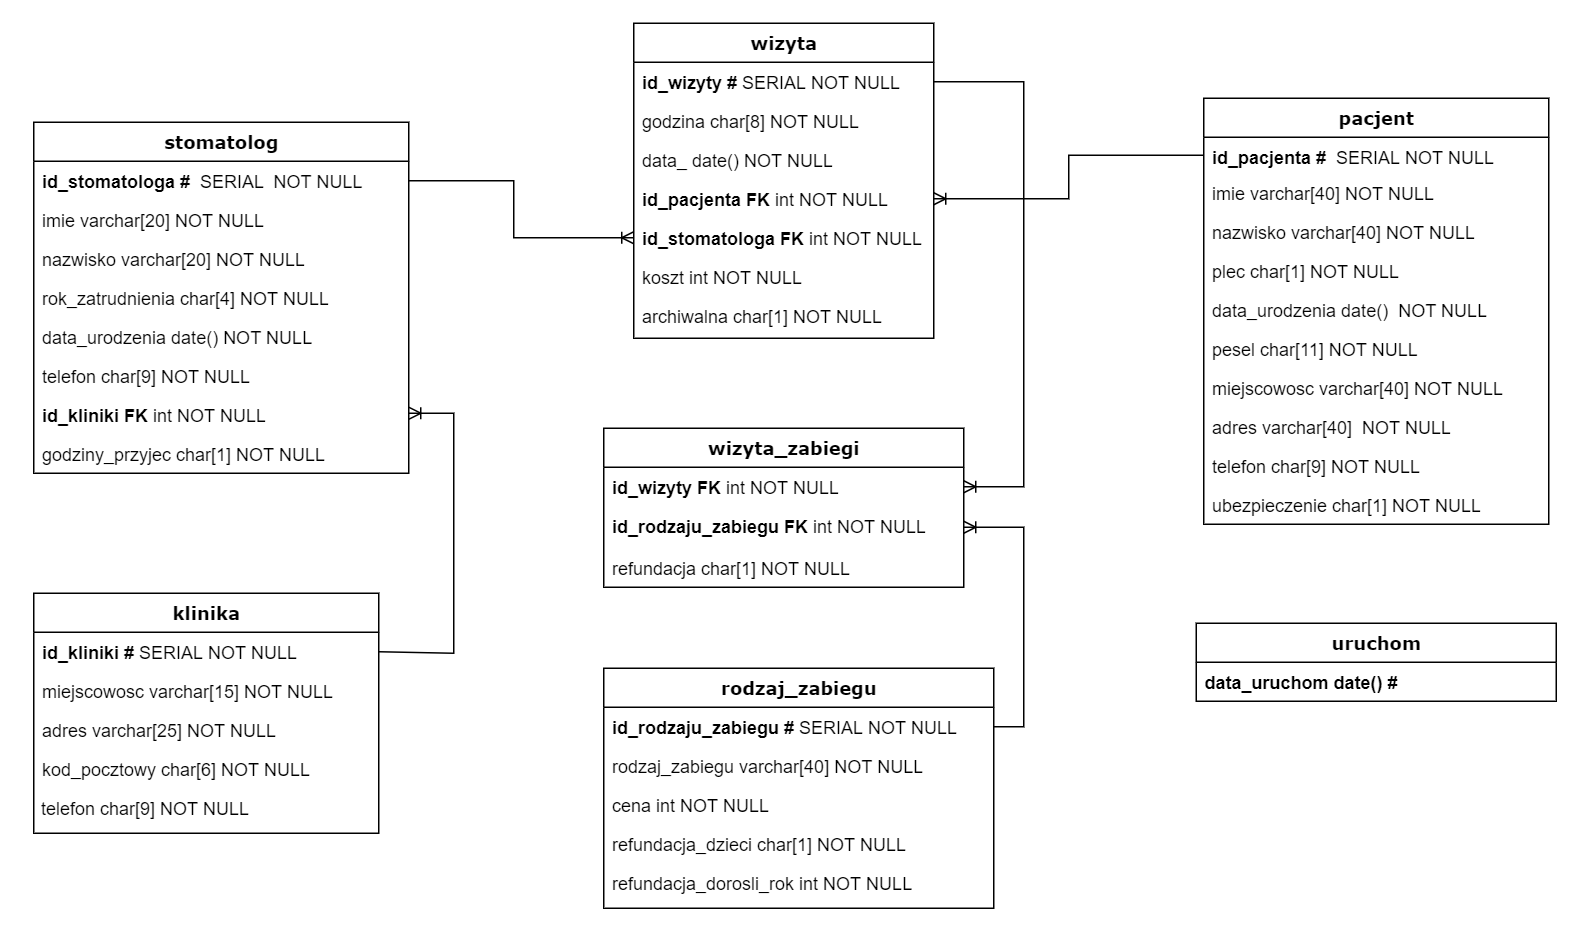 wizyta
id_wizyty # SERIAL NOT NULL
godzina char[8] NOT NULL
data_ date() NOT NULL
id_pacjenta FK int NOT NULL
id_stomatologa FK int NOT NULL
koszt int NOT NULL
archiwalna char[1] NOT NULL
stomatolog
id_stomatologa # SERIAL NOT NULL
imie varchar[20] NOT NULL
nazwisko varchar[20] NOT NULL
rok_zatrudnienia char[4] NOT NULL
data_urodzenia date() NOT NULL
telefon char[9] NOT NULL
id_kliniki FK int NOT NULL
godziny_przyjec char[1] NOT NULL
pacjent
id_pacjenta # SERIAL NOT NULL
imie varchar[40] NOT NULL
nazwisko varchar[40] NOT NULL
plec char[1] NOT NULL
data_urodzenia date() NOT NULL
pesel char[11] NOT NULL
miejscowosc varchar[40] NOT NULL
adres varchar[40] NOT NULL
telefon char[9] NOT NULL
ubezpieczenie char[1] NOT NULL
wizyta_zabiegi
id_wizyty FK int NOT NULL
id_rodzaju_zabiegu FK int NOT NULL
refundacja char[1] NOT NULL
klinika
id_kliniki # SERIAL NOT NULL
miejscowosc varchar[15] NOT NULL
adres varchar[25] NOT NULL
kod_pocztowy char[6] NOT NULL
telefon char[9] NOT NULL
rodzaj_zabiegu
id_rodzaju_zabiegu # SERIAL NOT NULL
rodzaj_zabiegu varchar[40] NOT NULL
cena int NOT NULL
refundacja_dzieci char[1] NOT NULL
refundacja_dorosli_rok int NOT NULL
uruchom
data_uruchom date() #